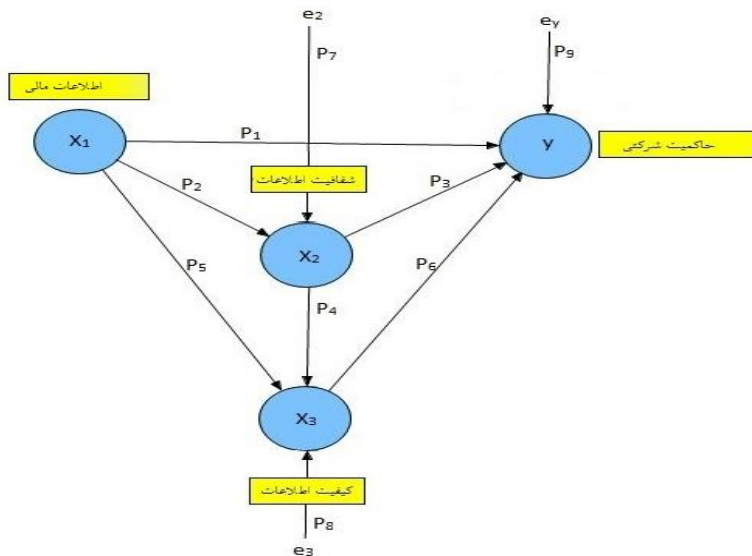 e2
ey
P7
P9
اطلاعات مالی
X1
P1
y
حاکمیت شرکتی
شفافیت اطلاعات
P2
P3
X2
P5
P6
P4
X3
کیفیت اطلاعات
P8
e3